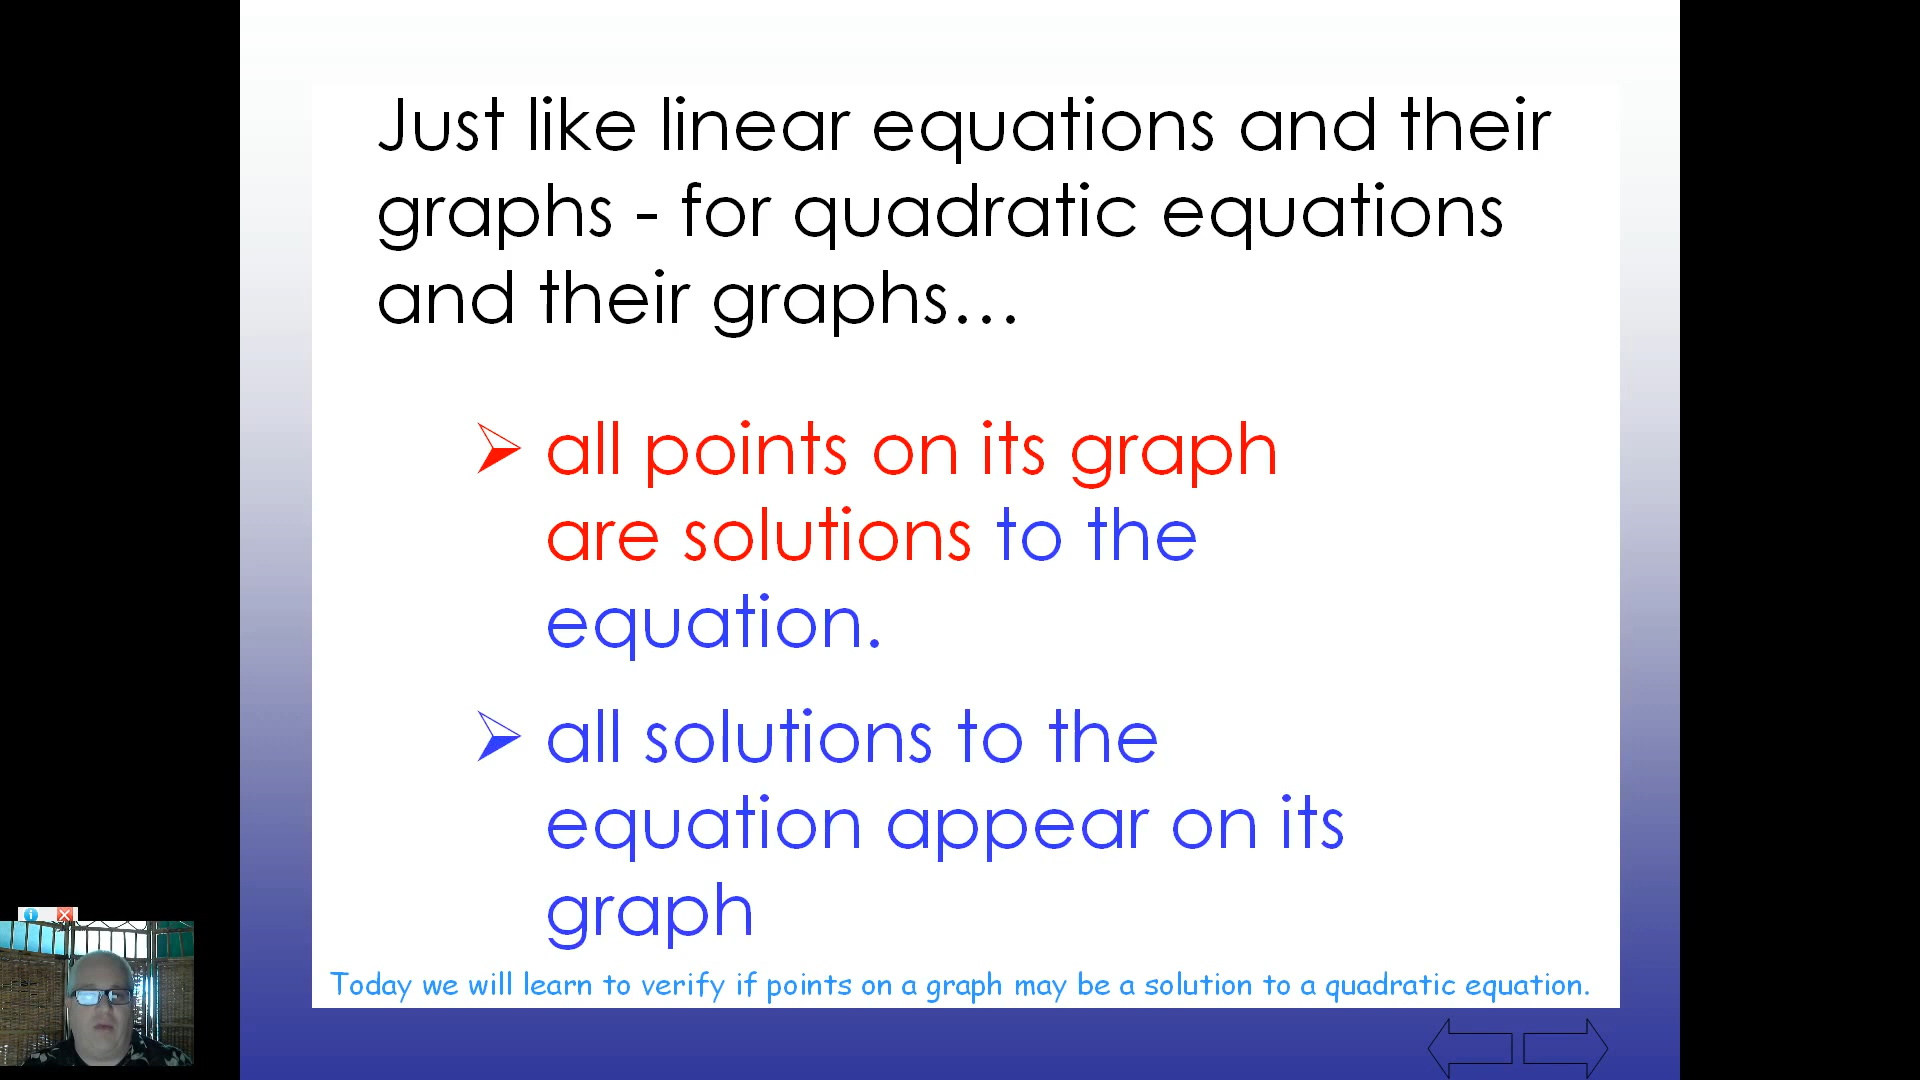 Just like linear equations and their
graphs - for quadratic equations
and their graphs…
all points on its graph
are solutions to the
equation.
all solutions to the
equation appear on its
graph
Today we will learn to verify if points on a graph may be a solution to a quadratic equation.